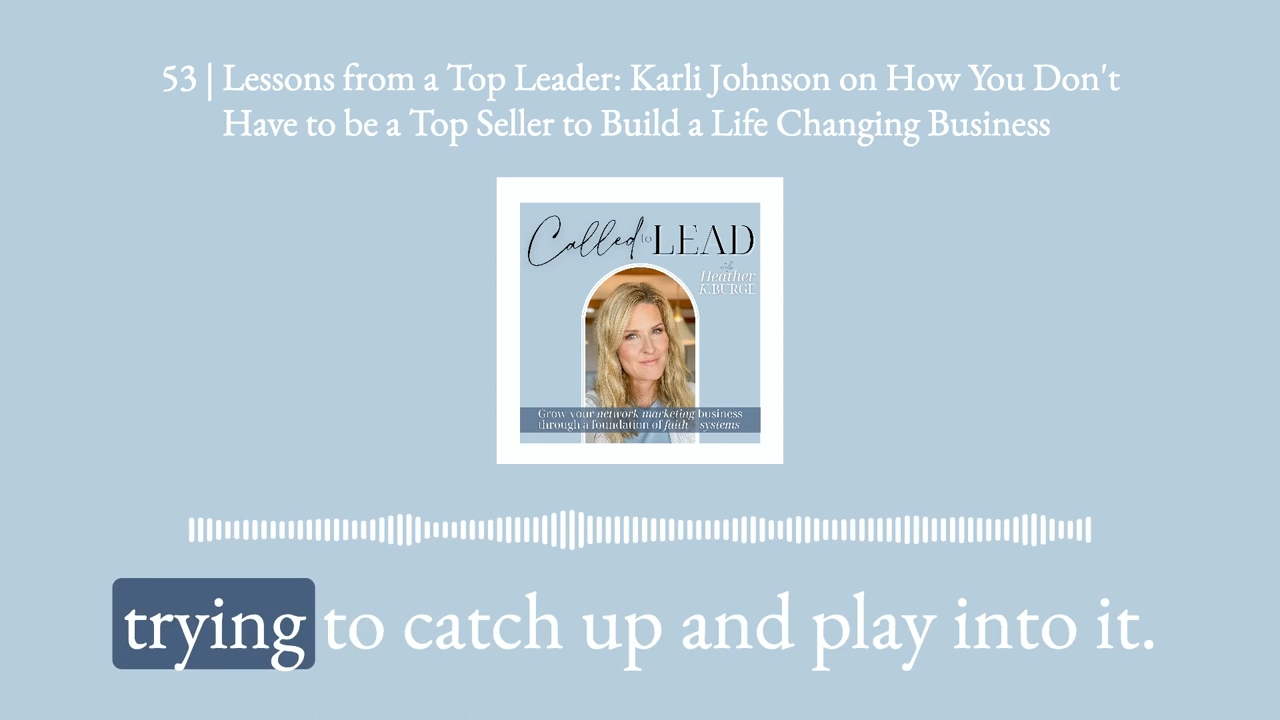 53 | Lessons from a Top Leader: Karli Johnson on How You Don't
Have to be a Top Seller to Build a Life Changing Business
Called to LEAD
with
Heather
K.BURGE
Grow your network marketing business
through a foundation of faith systems
trying to catch up and play into it.